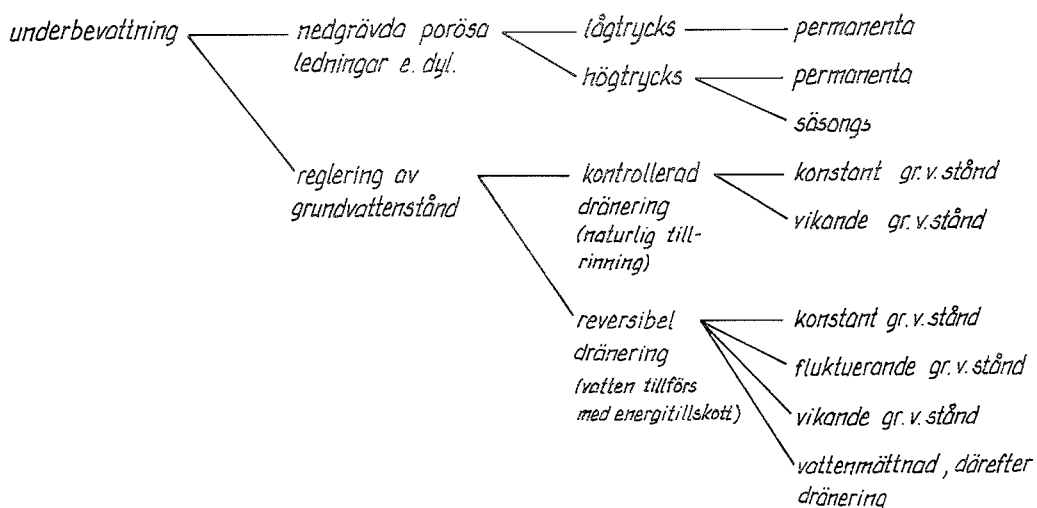 underbevattning
nedgrävda porösa
ledningar e. dyl.
lågtrycks
permanenta
högtrycks
permanenta
säsongs
reglering av
grundvattenstånd
kontrollerad
dränering
(naturlig till-
rinning)
konstant gr.v.stånd
vikande gr.v.stånd
reversibel
dränering
(vatten tillförs
med energitillskott)
konstant gr.v.stånd
fluktuerande gr.v.stånd
vikande gr.v.stånd
vattenmättnad, därefter
dränering